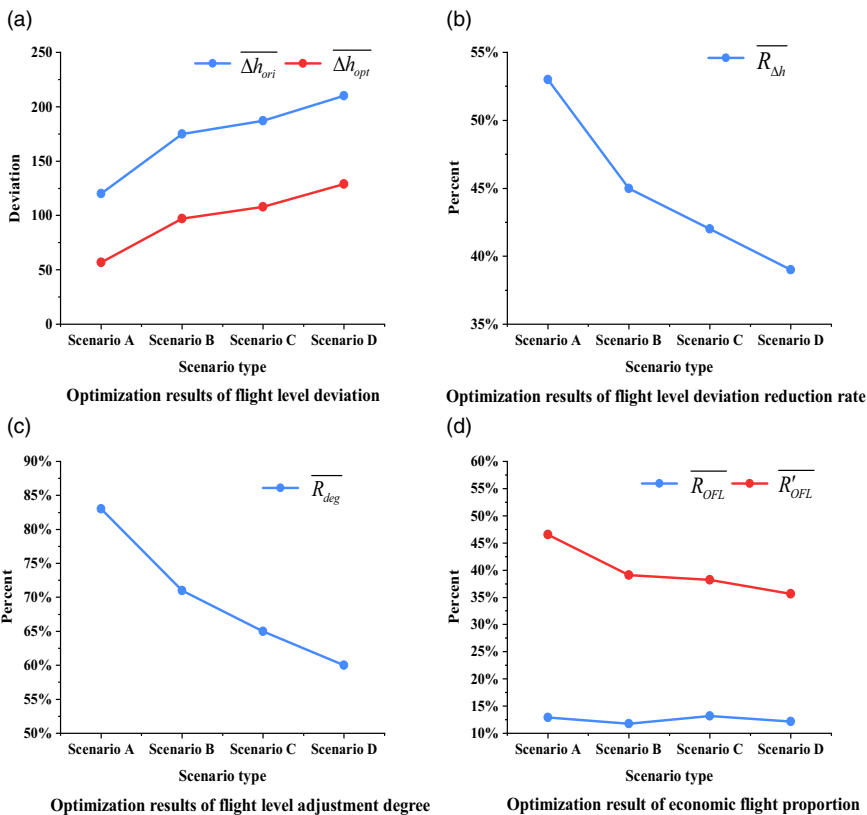 (a)
250
200
150
100
50
0
Deviation
Δh_ori
Δh_opt
Scenario A Scenario B Scenario C Scenario D
Scenario type
Optimization results of flight level deviation
(b)
55%
50%
45%
40%
35%
Percent
R_Δh
Scenario A Scenario B Scenario C Scenario D
Scenario type
Optimization results of flight level deviation reduction rate
(c)
90%
85%
80%
75%
70%
65%
60%
55%
50%
Percent
R_deg
Scenario A Scenario B Scenario C Scenario D
Scenario type
Optimization results of flight level adjustment degree
(d)
60%
55%
50%
45%
40%
35%
30%
25%
20%
15%
10%
Percent
R_OFL
R'_OFL
Scenario A Scenario B Scenario C Scenario D
Scenario type
Optimization result of economic flight proportion